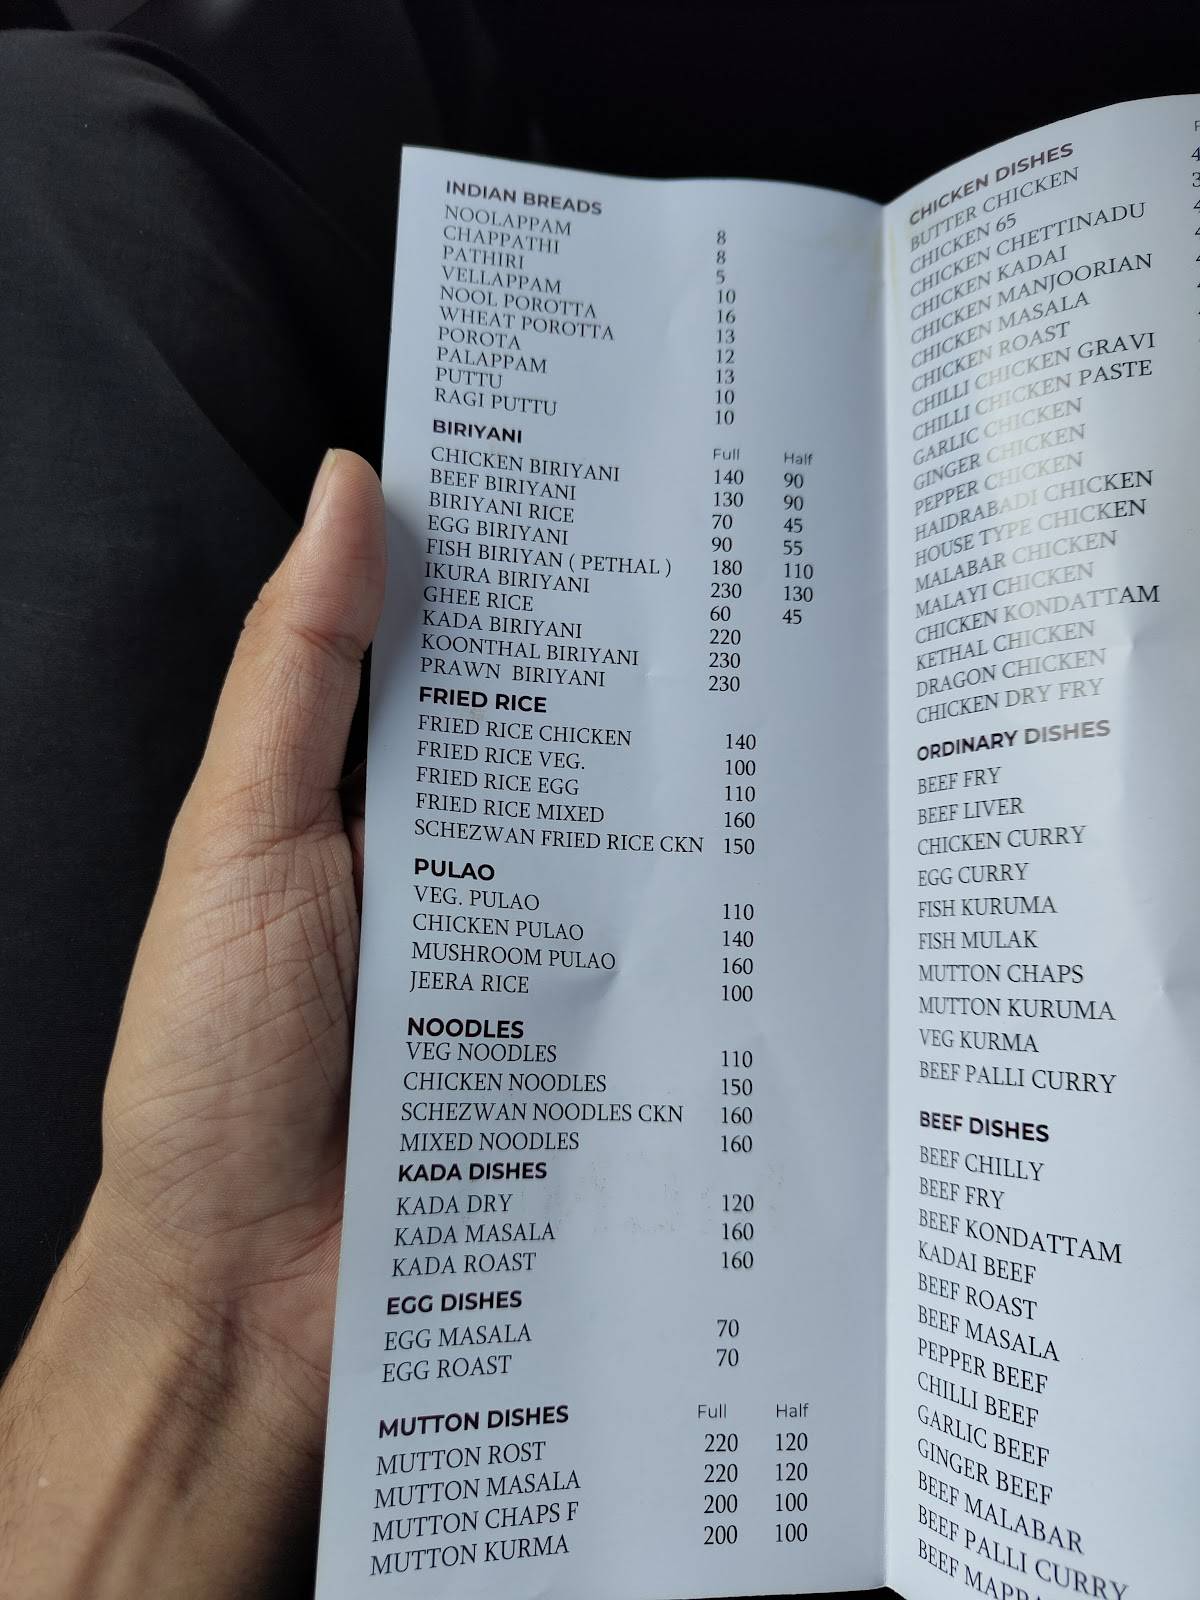 INDIAN BREADS
NOOLAPPAM 8
CHAPPATHI 8
PATHIRI 5
VELLAPPAM 10
NOOL POROTTA 16
WHEAT POROTTA 13
POROTA 12
PALAPPAM 13
PUTTU 10
RAGI PUTTU 10
BIRIYANI Full Half
CHICKEN BIRIYANI 140 90
BEEF BIRIYANI 130 90
BIRIYANI RICE 70 45
EGG BIRIYANI 90 55
FISH BIRIYAN ( PETHAL ) 180 110
IKURA BIRIYANI 230 130
GHEE RICE 60 45
KADA BIRIYANI 220
KOONTHAL BIRIYANI 230
PRAWN BIRIYANI 230
FRIED RICE
FRIED RICE CHICKEN 140
FRIED RICE VEG. 100
FRIED RICE EGG 110
FRIED RICE MIXED 160
SCHEZWAN FRIED RICE CKN 150
PULAO
VEG. PULAO 110
CHICKEN PULAO 140
MUSHROOM PULAO 160
JEERA RICE 100
NOODLES
VEG NOODLES 110
CHICKEN NOODLES 150
SCHEZWAN NOODLES CKN 160
MIXED NOODLES 160
KADA DISHES
KADA DRY 120
KADA MASALA 160
KADA ROAST 160
EGG DISHES
EGG MASALA 70
EGG ROAST 70
MUTTON DISHES Full Half
MUTTON ROST 220 120
MUTTON MASALA 220 120
MUTTON CHAPS F 200 100
MUTTON KURMA 200 100
CHICKEN DISHES
BUTTER CHICKEN
CHICKEN 65
CHICKEN CHETTINADU
CHICKEN KADAI
CHICKEN MANJOORIAN
CHICKEN MASALA
CHICKEN ROAST
CHILLI CHICKEN GRAVI
CHILLI CHICKEN PASTE
GARLIC CHICKEN
GINGER CHICKEN
PEPPER CHICKEN
HAIDRABADI CHICKEN
HOUSE TYPE CHICKEN
MALABAR CHICKEN
MALAYI CHICKEN
CHICKEN KONDATTAM
KETHAL CHICKEN
DRAGON CHICKEN
CHICKEN DRY FRY
ORDINARY DISHES
BEEF FRY
BEEF LIVER
CHICKEN CURRY
EGG CURRY
FISH KURUMA
FISH MULAK
MUTTON CHAPS
MUTTON KURUMA
VEG KURMA
BEEF PALLI CURRY
BEEF DISHES
BEEF CHILLY
BEEF FRY
BEEF KONDATTAM
KADAI BEEF
BEEF ROAST
BEEF MASALA
PEPPER BEEF
CHILLI BEEF
GARLIC BEEF
GINGER BEEF
BEEF MALABAR
BEEF PALLI CURRY
BEEF